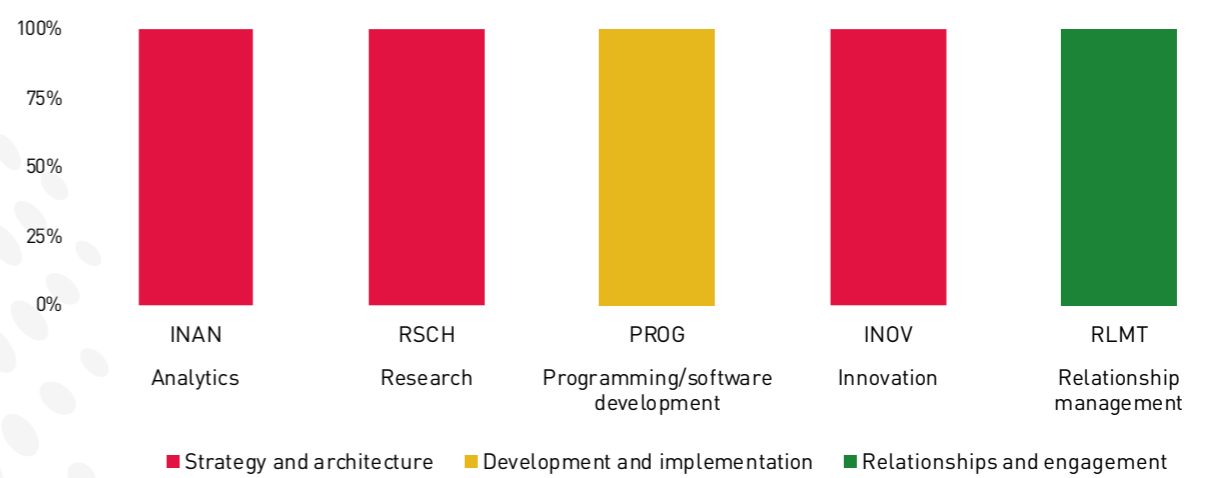 100%
75%
50%
25%
0%
INAN
RSCH
PROG
INOV
RLMT
Analytics
Research
Programming/software
development
Innovation
Relationship
management
Strategy and architecture
Development and implementation
Relationships and engagement